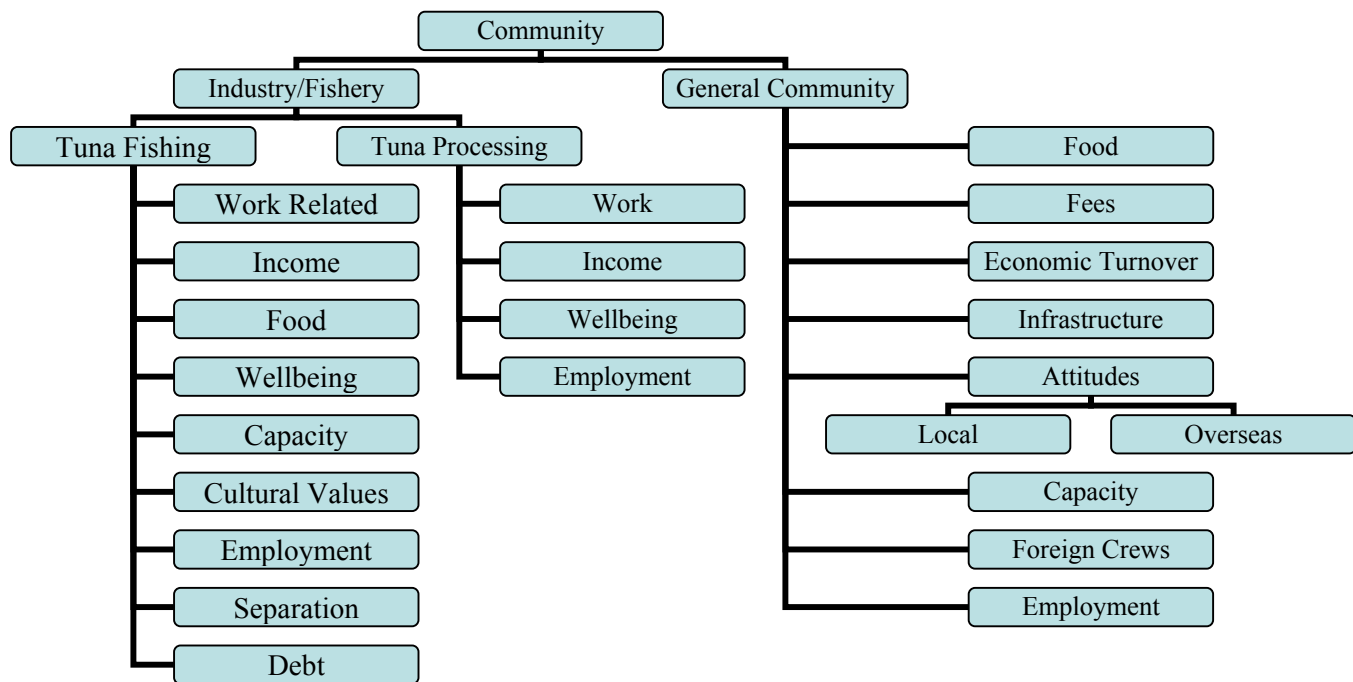 Community
Industry/Fishery
General Community
Tuna Fishing
Tuna Processing
Work Related
Income
Food
Wellbeing
Capacity
Cultural Values
Employment
Separation
Debt
Work
Income
Wellbeing
Employment
Food
Fees
Economic Turnover
Infrastructure
Attitudes
Local
Overseas
Capacity
Foreign Crews
Employment